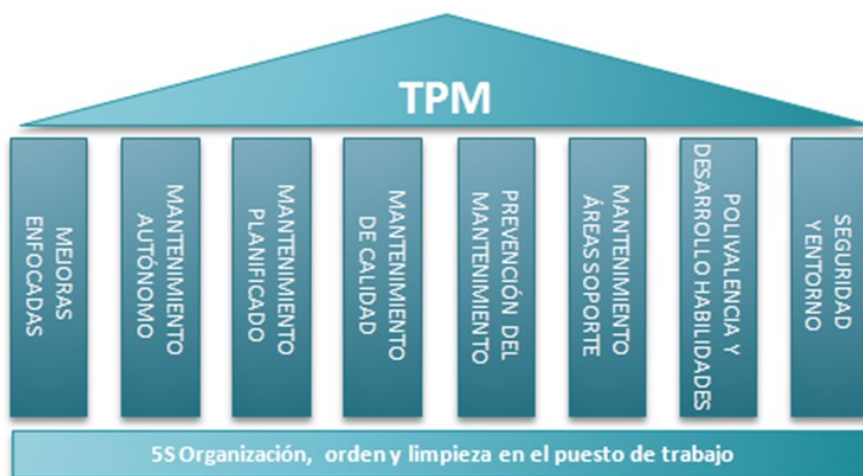 TPM
MEJORAS
ENFOCADAS
MANTENIMIENTO
AUTÓNOMO
MANTENIMIENTO
PLANIFICADO
MANTENIMIENTO
DE CALIDAD
PREVENCIÓN DEL
MANTENIMIENTO
MANTENIMIENTO
ÁREAS SOPORTE
POLIVALENCIA Y
DESARROLLO HABILIDADES
SEGURIDAD
Y ENTORNO
5S Organización, orden y limpieza en el puesto de trabajo